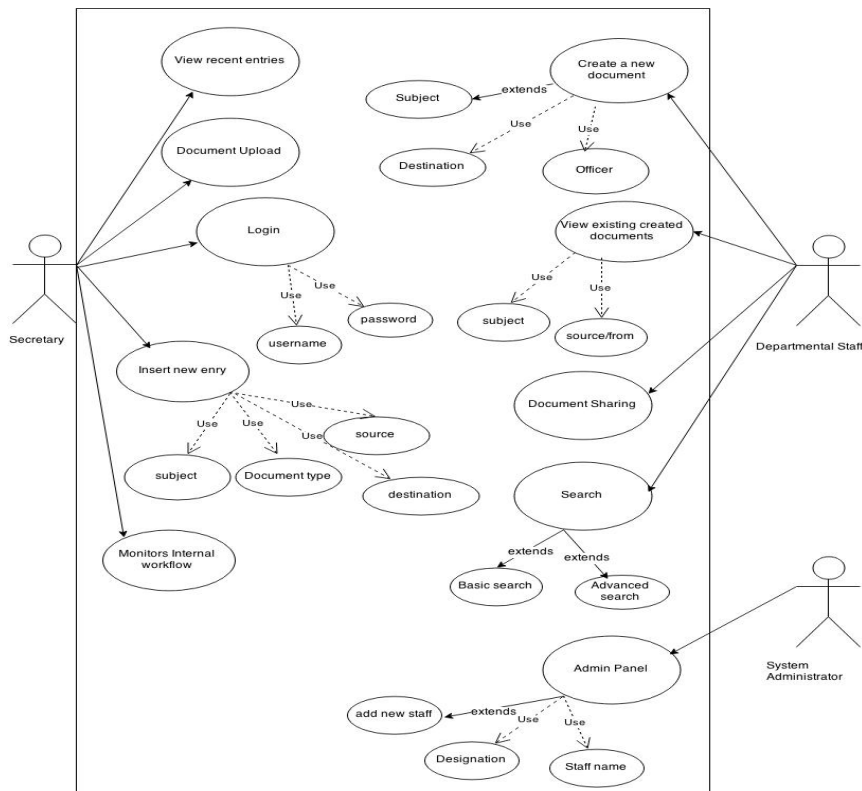 View recent entries
Create a new
document
extends
Subject
Use
Use
Document Upload
Destination
Officer
Login
View existing created
documents
Use
Use
Use
Use
password
subject
username
source/from
Secretary
Departmental Staff
Insert new enry
Use
Use
Use
Use
source
Document Sharing
subject
Document type
destination
Search
Monitors Internal
workflow
extends
extends
Basic search
Advanced
search
Admin Panel
System
Administrator
add new staff
extends
Use
Use
Designation
Staff name